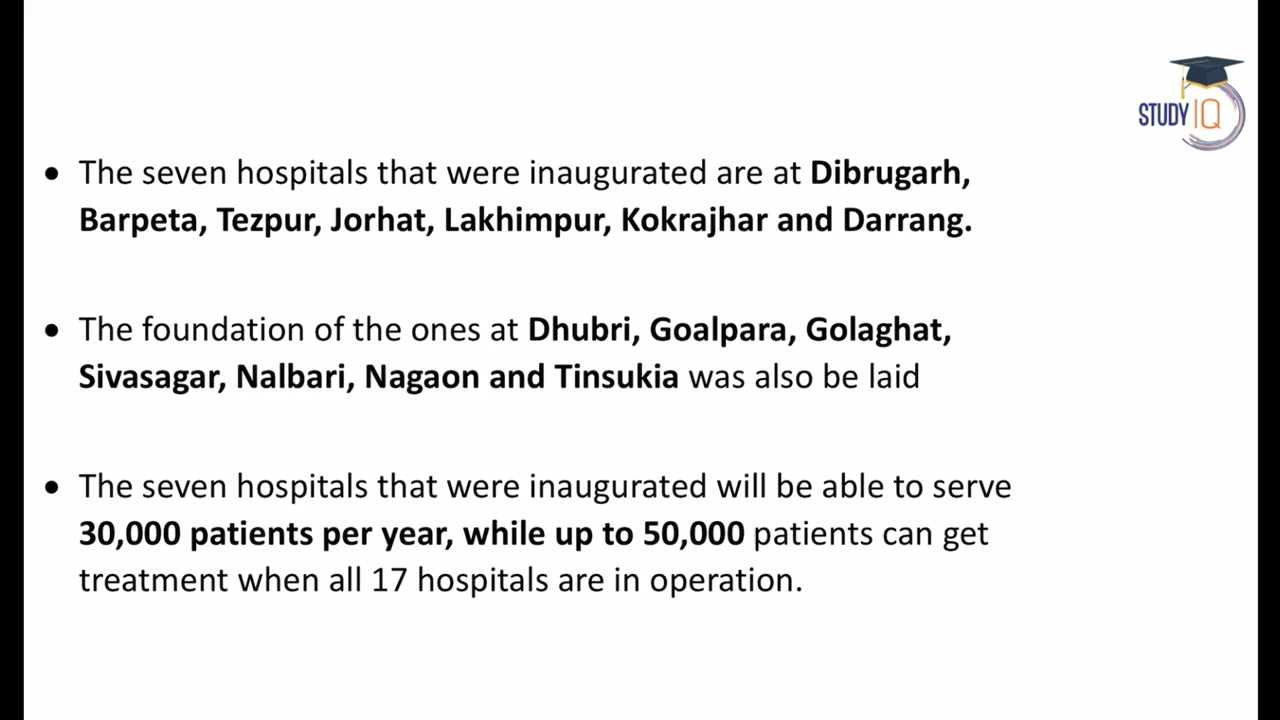 STUDY IQ
• The seven hospitals that were inaugurated are at Dibrugarh,
Barpeta, Tezpur, Jorhat, Lakhimpur, Kokrajhar and Darrang.
• The foundation of the ones at Dhubri, Goalpara, Golaghat,
Sivasagar, Nalbari, Nagaon and Tinsukia was also be laid
• The seven hospitals that were inaugurated will be able to serve
30,000 patients per year, while up to 50,000 patients can get
treatment when all 17 hospitals are in operation.